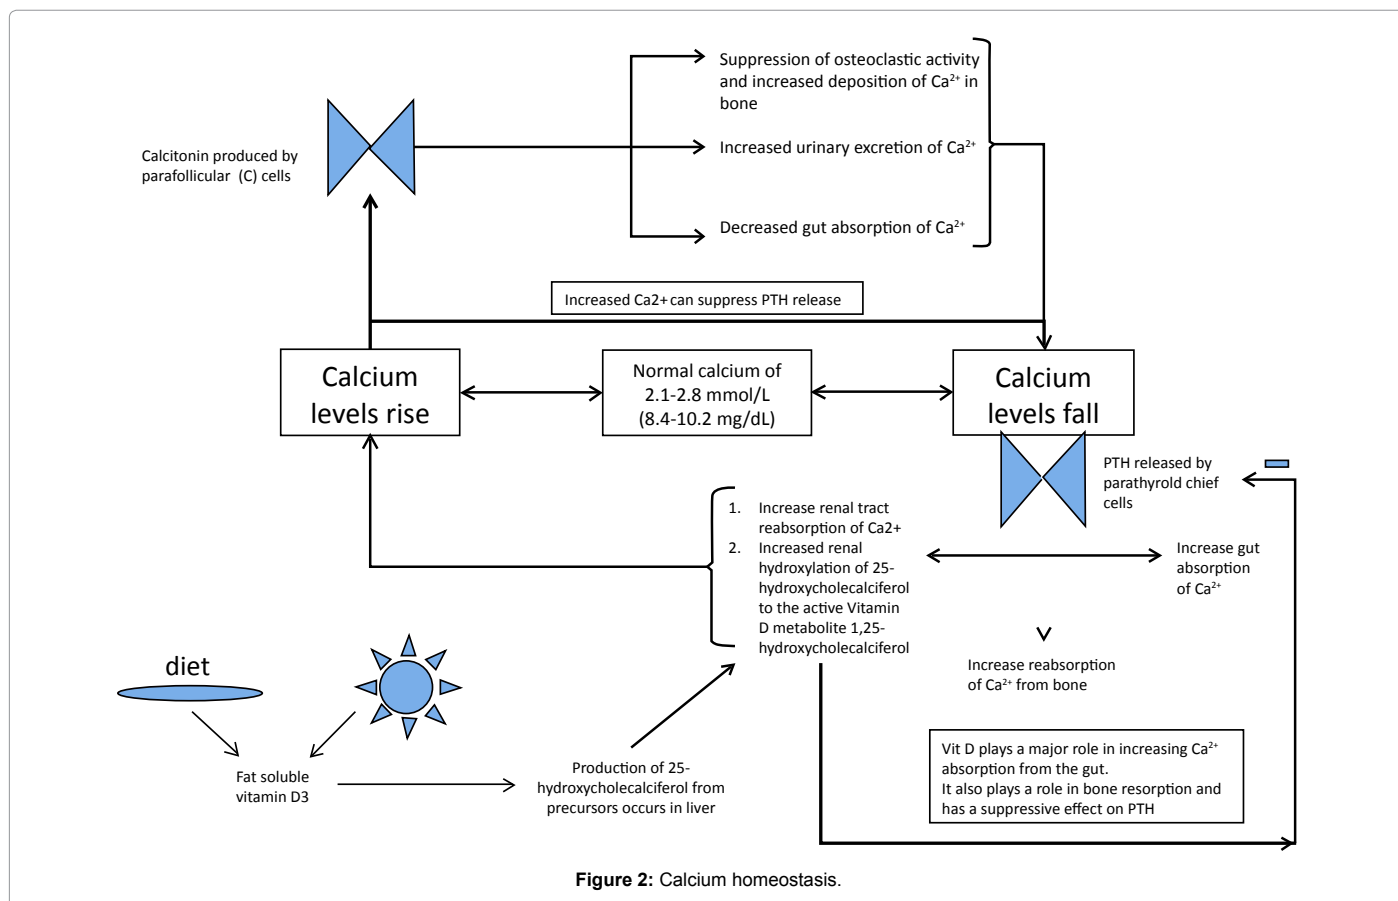 Suppression of osteoclastic activity
and increased deposition of Ca²⁺ in
bone
Calcitonin produced by
parafollicular (C) cells
Increased urinary excretion of Ca²⁺
Decreased gut absorption of Ca²⁺
Increased Ca2+ can suppress PTH release
Calcium
levels rise
Normal calcium of
2.1-2.8 mmol/L
(8.4-10.2 mg/dL)
Calcium
levels fall
PTH released by
parathyrold chief
cells
1. Increase renal tract
reabsorption of Ca2+
2. Increased renal
hydroxylation of 25-
hydroxycholecalciferol
to the active Vitamin
D metabolite 1,25-
hydroxycholecalciferol
Increase gut
absorption
of Ca²⁺
Increase reabsorption
of Ca²⁺ from bone
diet
Fat soluble
vitamin D3
Production of 25-
hydroxycholecalciferol from
precursors occurs in liver
Vit D plays a major role in increasing Ca²⁺
absorption from the gut.
It also plays a role in bone resorption and
has a suppressive effect on PTH
Figure 2: Calcium homeostasis.